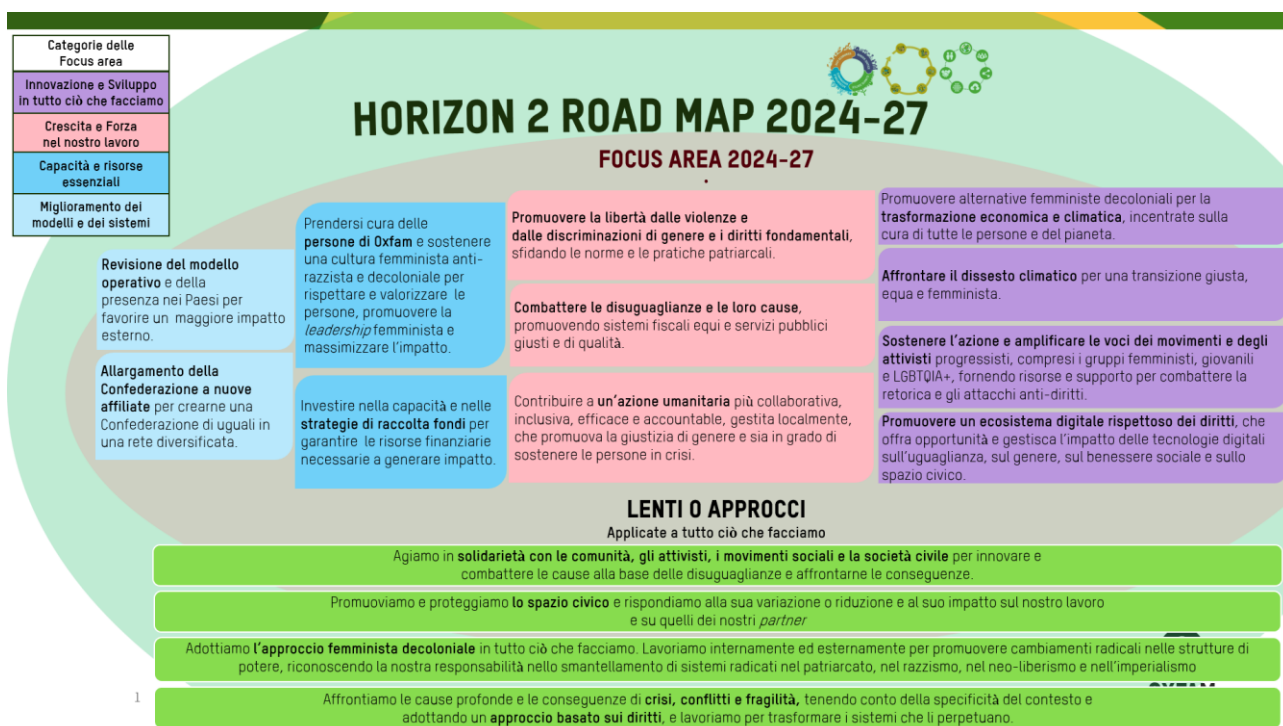 Categorie delle
Focus area
Innovazione e Sviluppo
in tutto ciò che facciamo
Crescita e Forza
nel nostro lavoro
Capacità e risorse
essenziali
Miglioramento dei
modelli e dei sistemi
HORIZON 2 ROAD MAP 2024-27
FOCUS AREA 2024-27
Revisione del modello
operativo e della
presenza nei Paesi per
favorire un maggiore impatto
esterno.
Allargamento della
Confederazione a nuove
affiliate per crearne una
Confederazione di uguali in
una rete diversificata.
Prendersi cura delle
persone di Oxfam e sostenere
una cultura femminista anti-
razzista e decoloniale per
rispettare e valorizzare le
persone, promuovere la
leadership femminista e
massimizzare l'impatto.
Investire nella capacità e nelle
strategie di raccolta fondi per
garantire le risorse finanziarie
necessarie a generare impatto.
Promuovere la libertà dalle violenze e
dalle discriminazioni di genere e i diritti fondamentali,
sfidando le norme e le pratiche patriarcali.
Combattere le disuguaglianze e le loro cause,
promuovendo sistemi fiscali equi e servizi pubblici
giusti e di qualità.
Contribuire a un'azione umanitaria più collaborativa,
inclusiva, efficace e accountable, gestita localmente,
che promuova la giustizia di genere e sia in grado di
sostenere le persone in crisi.
Promuovere alternative femministe decoloniali per la
trasformazione economica e climatica, incentrate sulla
cura di tutte le persone e del pianeta.
Affrontare il dissesto climatico per una transizione giusta,
equa e femminista.
Sostenere l'azione e amplificare le voci dei movimenti e degli
attivisti progressisti, compresi i gruppi femministi, giovanili
e LGBTQIA+, fornendo risorse e supporto per combattere la
retorica e gli attacchi anti-diritti.
Promuovere un ecosistema digitale rispettoso dei diritti, che
offra opportunità e gestisca l'impatto delle tecnologie digitali
sull'uguaglianza, sul genere, sul benessere sociale e sullo
spazio civico.
LENTI O APPROCCI
Applicate a tutto ciò che facciamo
Agiamo in solidarietà con le comunità, gli attivisti, i movimenti sociali e la società civile per innovare e
combattere le cause alla base delle disuguaglianze e affrontarne le conseguenze.
Promuoviamo e proteggiamo lo spazio civico e rispondiamo alla sua variazione o riduzione e al suo impatto sul nostro lavoro
e su quelli dei nostri partner
Adottiamo l'approccio femminista decoloniale in tutto ciò che facciamo. Lavoriamo internamente ed esternamente per promuovere cambiamenti radicali nelle strutture di
potere, riconoscendo la nostra responsabilità nello smantellamento di sistemi radicati nel patriarcato, nel razzismo, nel neo-liberismo e nell'imperialismo
OXFAM
1
Affrontiamo le cause profonde e le conseguenze di crisi, conflitti e fragilità, tenendo conto della specificità del contesto e
adottando un approccio basato sui diritti, e lavoriamo per trasformare i sistemi che li perpetuano.